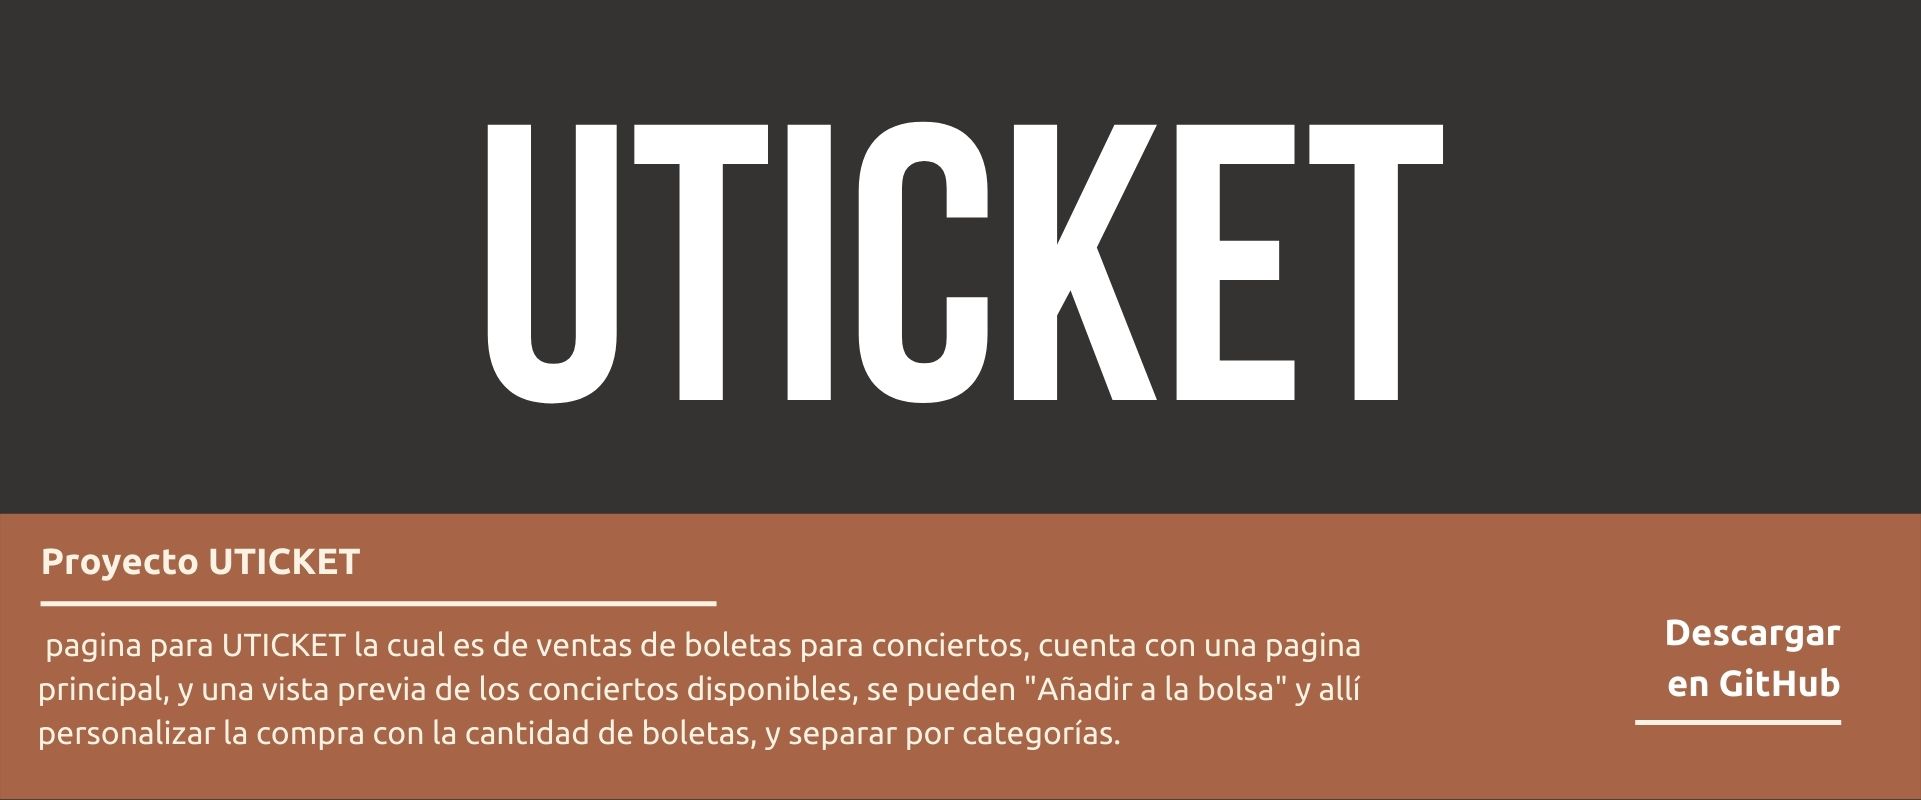 UTICKET
Proyecto UTICKET
pagina para UTICKET la cual es de ventas de boletas para conciertos, cuenta con una pagina
principal, y una vista previa de los conciertos disponibles, se pueden "Añadir a la bolsa" y allí
personalizar la compra con la cantidad de boletas, y separar por categorías.
Descargar
en GitHub